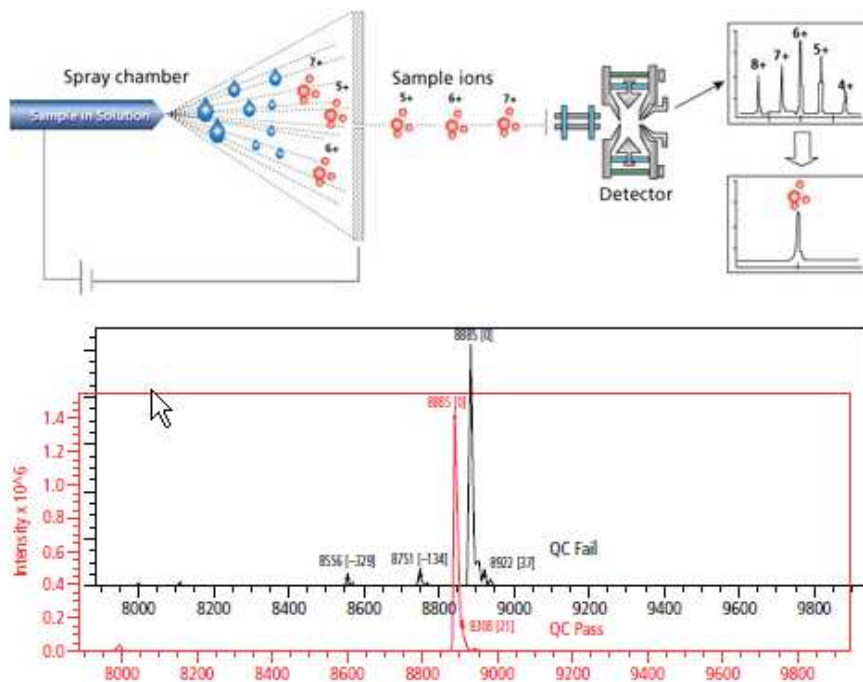 Spray chamber
Sample in Solution
7+
5+
6+
Sample ions
5+
6+
7+
Detector
8+
7+
6+
5+
4+
8885 [0]
8885 [0]
8556 [–329]
8751 [–134]
8922 [37]
QC Fail
8000 8200 8400 8600 8800 9000 9200 9400 9600 9800
Intensity x 10^6
1.4
1.2
1.0
0.8
0.6
0.4
0.2
0.0
8308 [21]
QC Pass
8000 8200 8400 8600 8800 9000 9200 9400 9600 9800